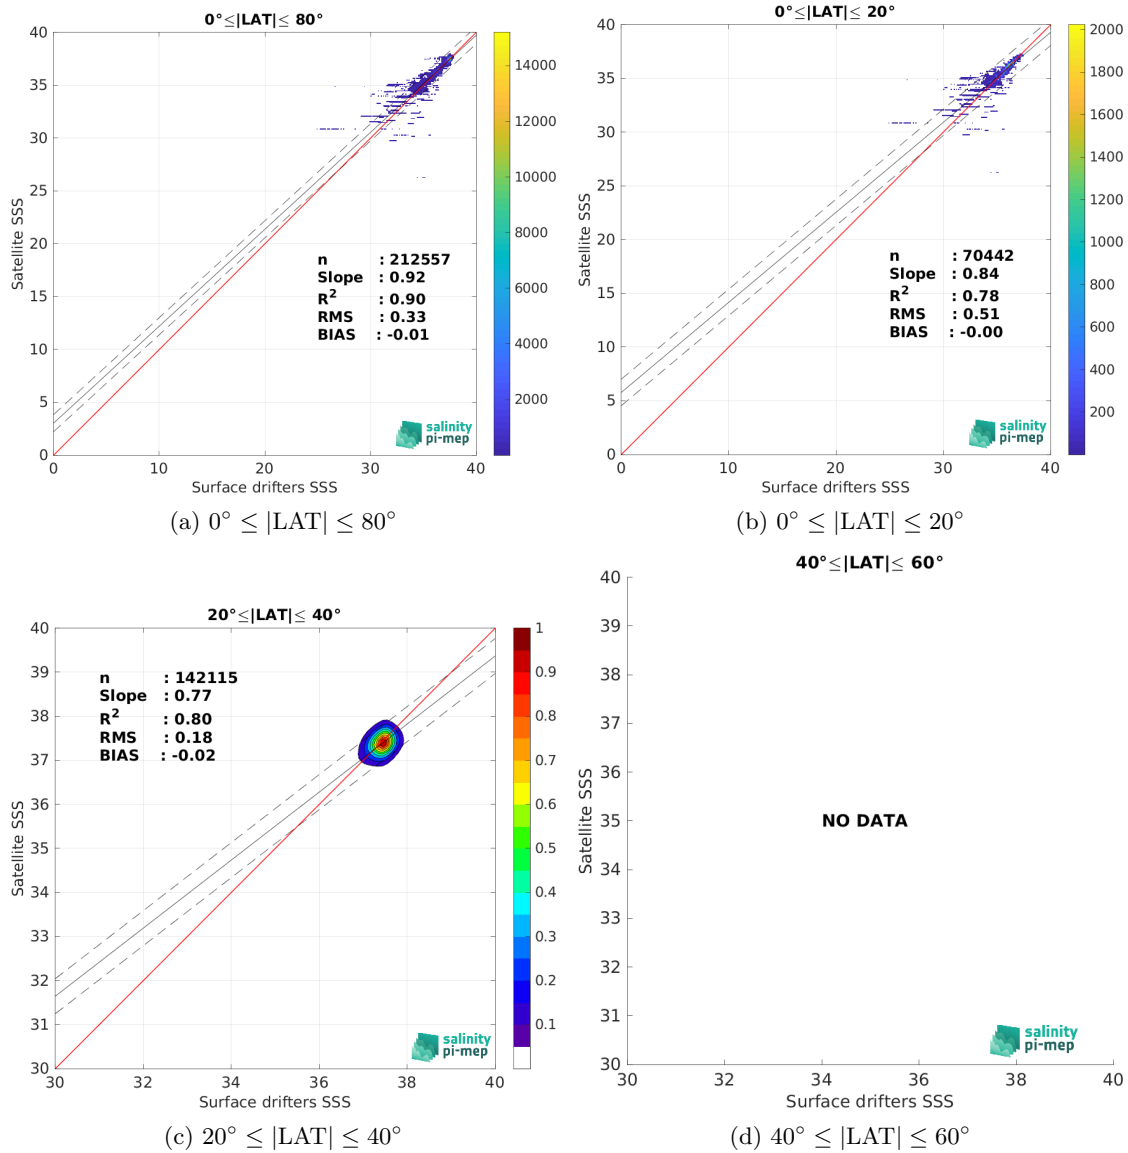 0°≤|LAT|≤ 80°
40
35
30
25
20
15
10
5
0
Satellite SSS
n : 212557
Slope : 0.92
R² : 0.90
RMS : 0.33
BIAS : -0.01
salinity
pi-mep
0 10 20 30 40
Surface drifters SSS
14000
12000
10000
8000
6000
4000
2000
(a) 0° ≤ |LAT| ≤ 80°
0°≤|LAT|≤ 20°
40
35
30
25
20
15
10
5
0
Satellite SSS
n : 70442
Slope : 0.84
R² : 0.78
RMS : 0.51
BIAS : -0.00
salinity
pi-mep
0 10 20 30 40
Surface drifters SSS
2000
1800
1600
1400
1200
1000
800
600
400
200
(b) 0° ≤ |LAT| ≤ 20°
20°≤|LAT|≤ 40°
40
39
38
37
36
35
34
33
32
31
30
Satellite SSS
n : 142115
Slope : 0.77
R² : 0.80
RMS : 0.18
BIAS : -0.02
salinity
pi-mep
30 32 34 36 38 40
Surface drifters SSS
1
0.9
0.8
0.7
0.6
0.5
0.4
0.3
0.2
0.1
(c) 20° ≤ |LAT| ≤ 40°
40°≤|LAT|≤ 60°
40
39
38
37
36
35
34
33
32
31
30
Satellite SSS
NO DATA
salinity
pi-mep
30 32 34 36 38 40
Surface drifters SSS
(d) 40° ≤ |LAT| ≤ 60°